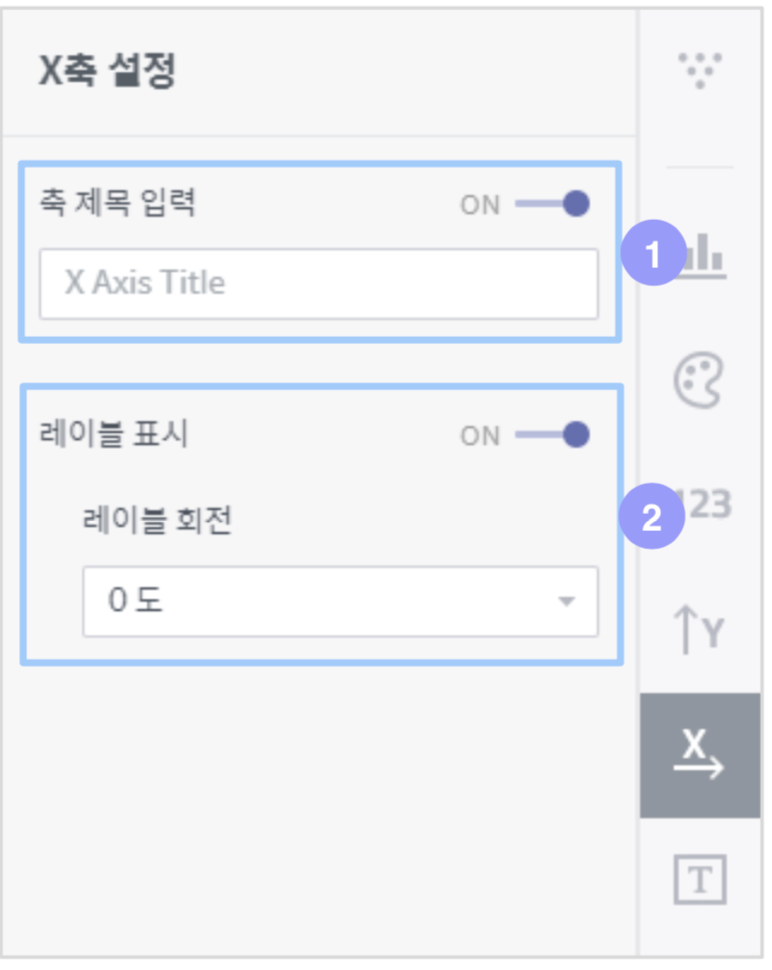 X축 설정
축 제목 입력 ON
X Axis Title
1
레이블 표시 ON
레이블 회전
2 23
0 도
Y
X
T